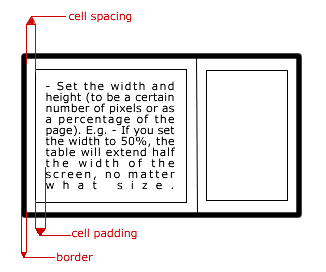 cell spacing
- Set the width and
height (to be a certain
number of pixels or as
a percentage of the
page). E.g. - If you set
the width to 50%, the
table will extend half
the width of the
screen, no matter
what size.
cell padding
border